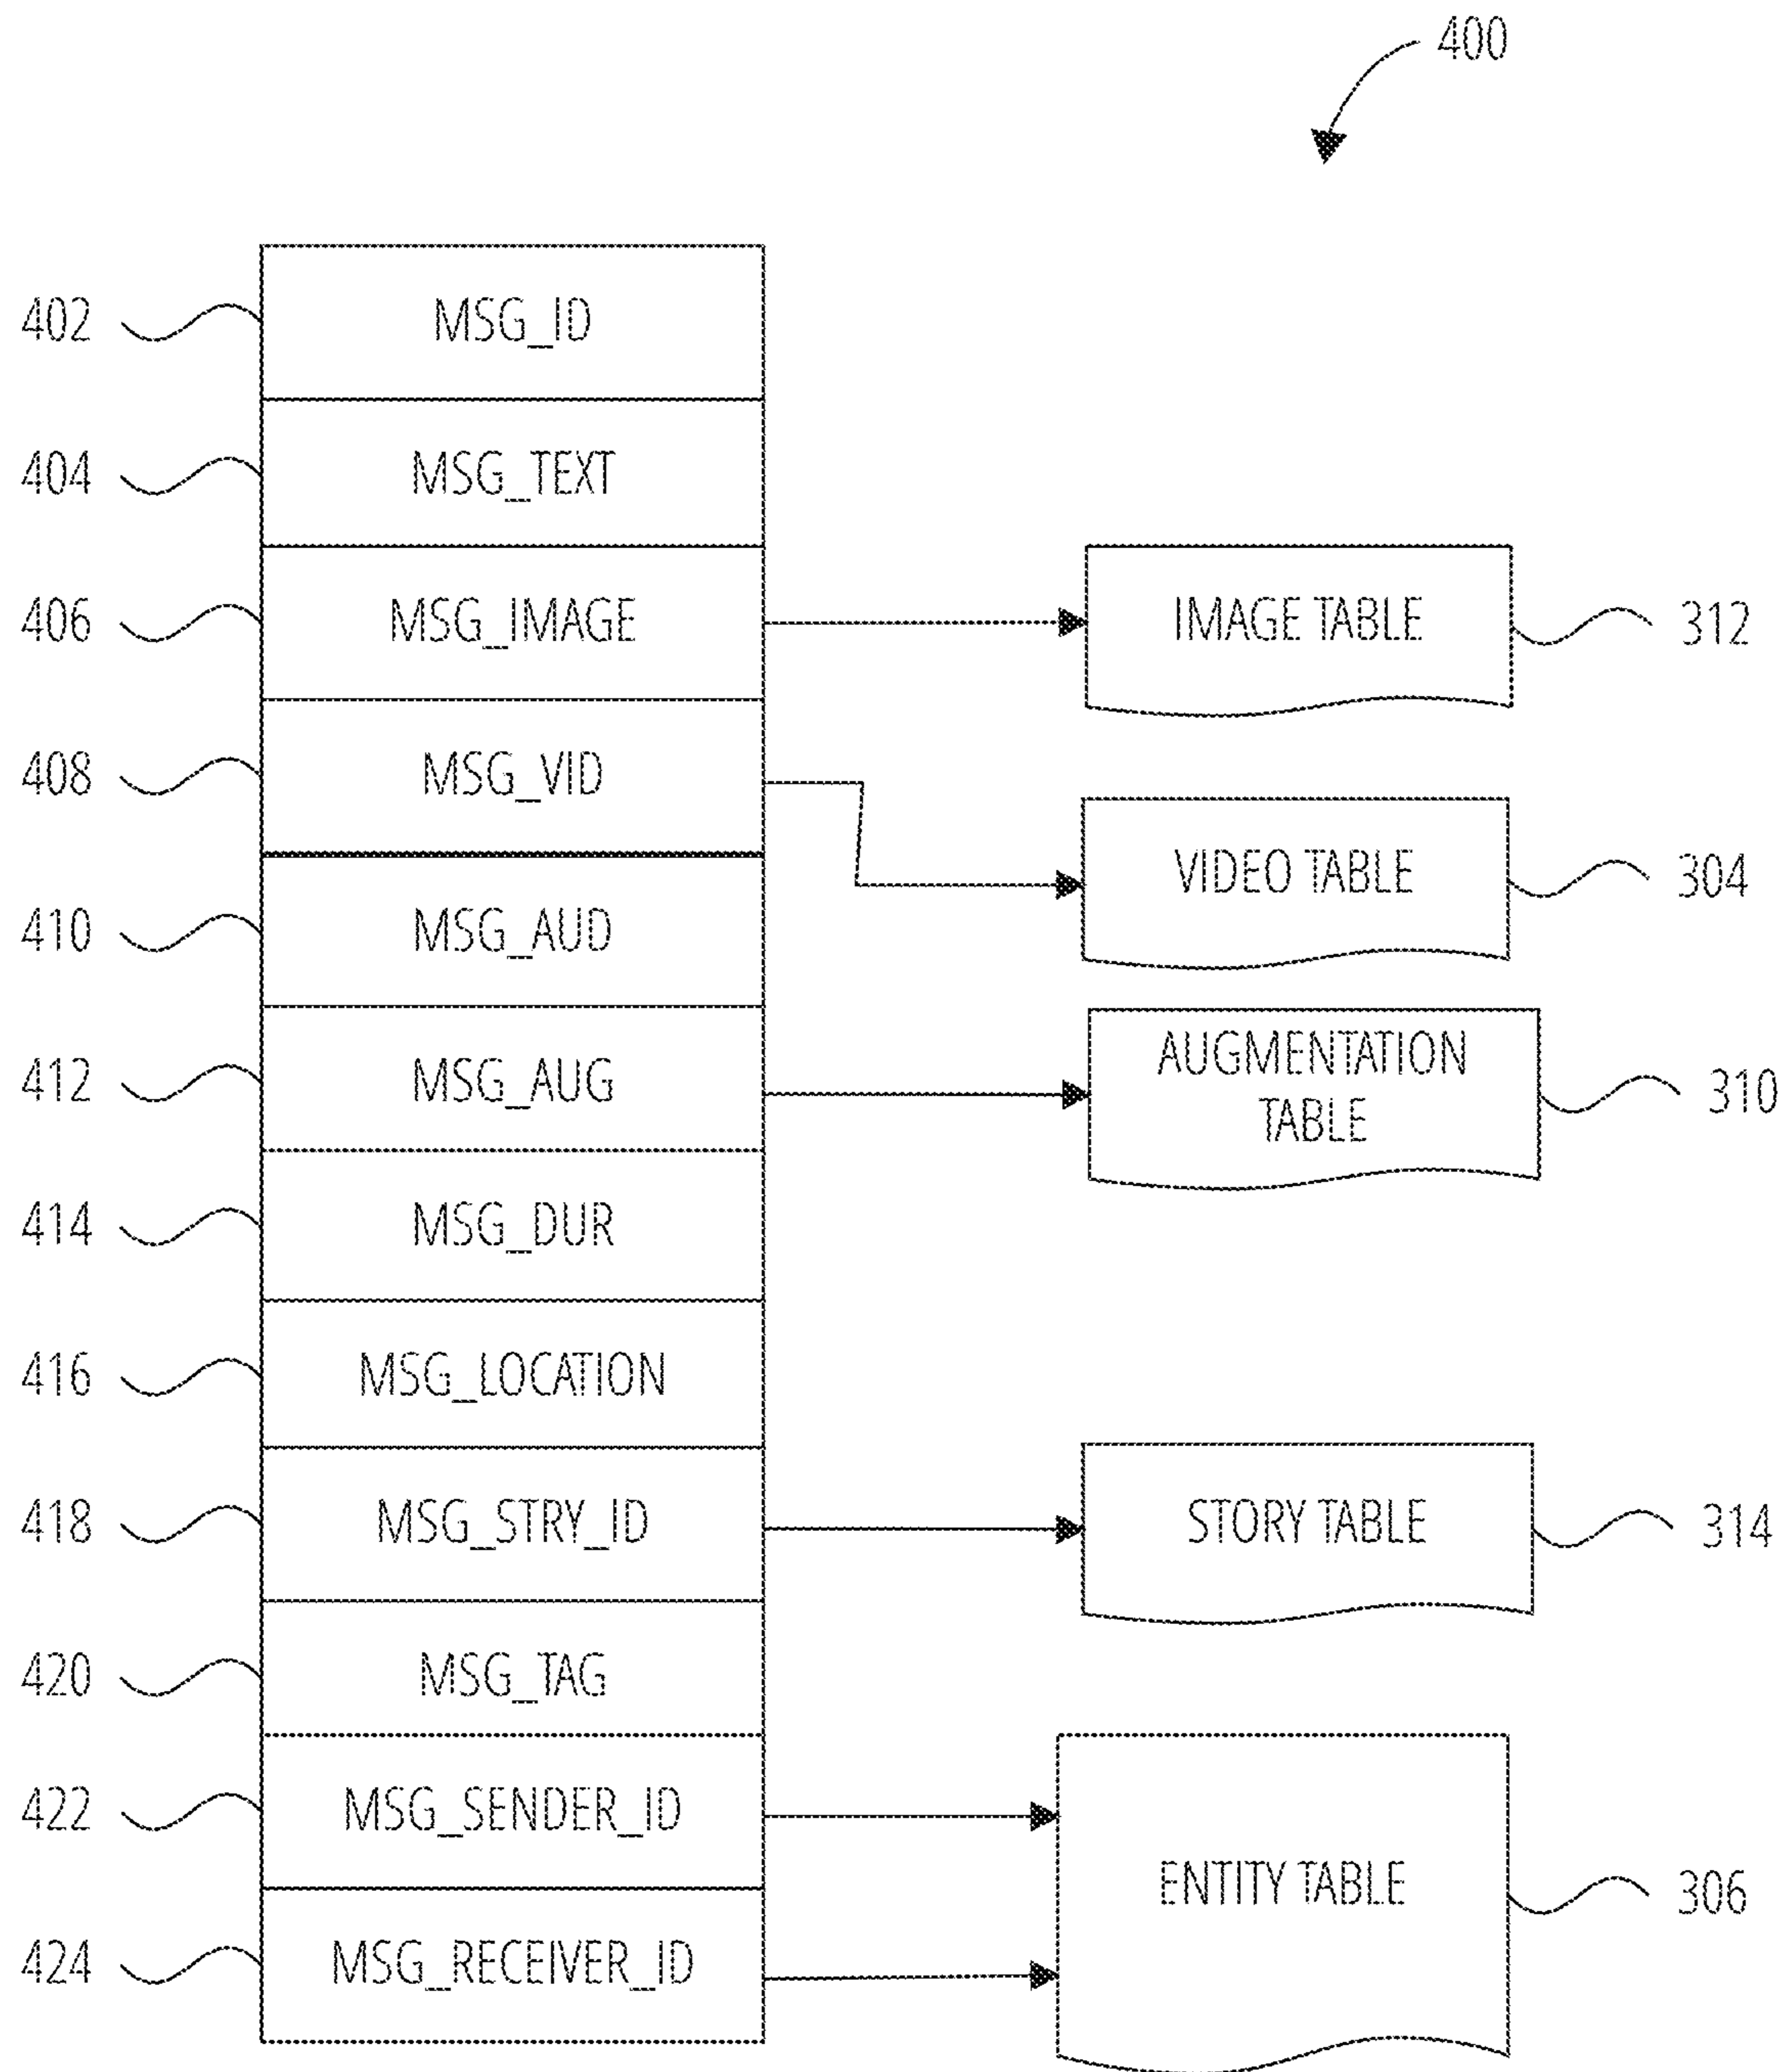 400
402 MSG_ID
404 MSG_TEXT
406 MSG_IMAGE IMAGE TABLE 312
408 MSG_VID VIDEO TABLE 304
410 MSG_AUD
412 MSG_AUG AUGMENTATION
TABLE 310
414 MSG_DUR
416 MSG_LOCATION
418 MSG_STRY_ID STORY TABLE 314
420 MSG_TAG
422 MSG_SENDER_ID
ENTITY TABLE 306
424 MSG_RECEIVER_ID